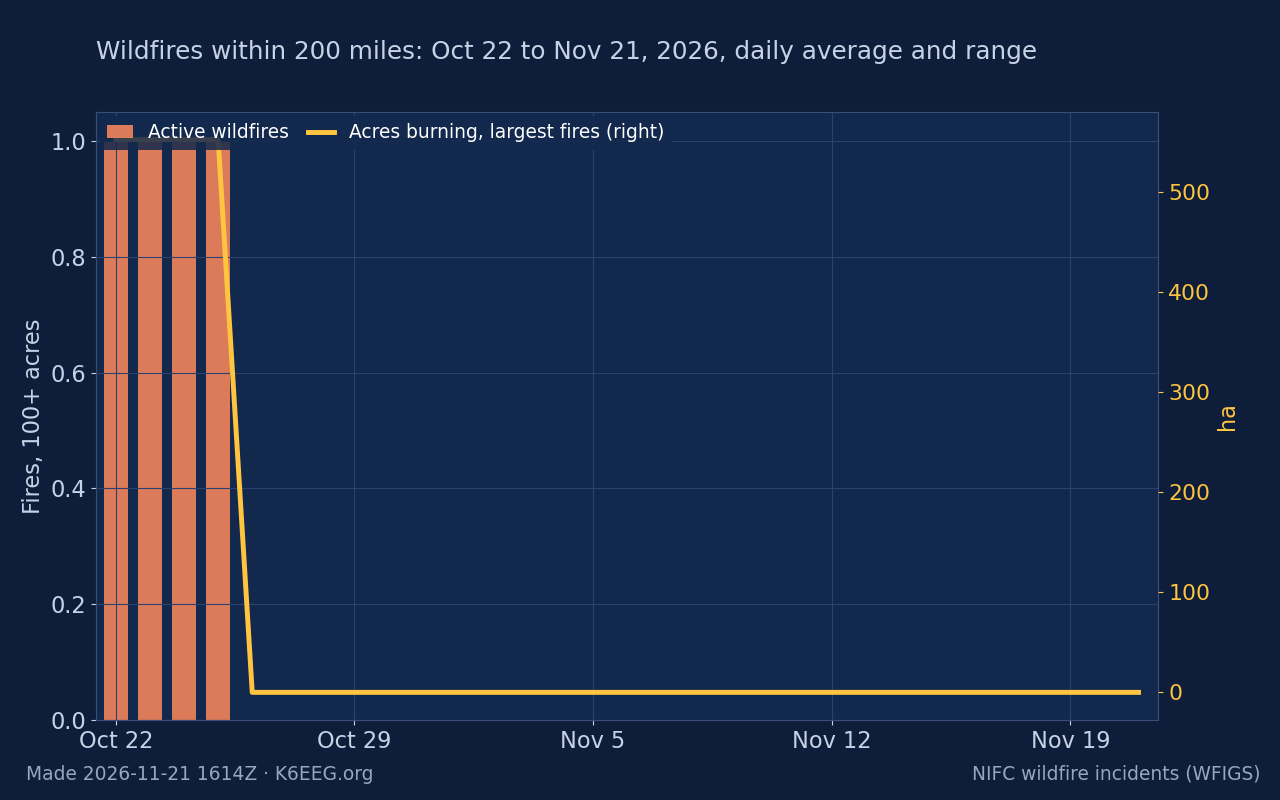 Wildfires within 200 miles: Oct 22 to Nov 21, 2026, daily average and range
Active wildfires
Acres burning, largest fires (right)
Fires, 100+ acres
1.0
0.8
0.6
0.4
0.2
0.0
500
400
300
200
100
0
ha
Oct 22
Oct 29
Nov 5
Nov 12
Nov 19
Made 2026-11-21 1614Z · K6EEG.org
NIFC wildfire incidents (WFIGS)